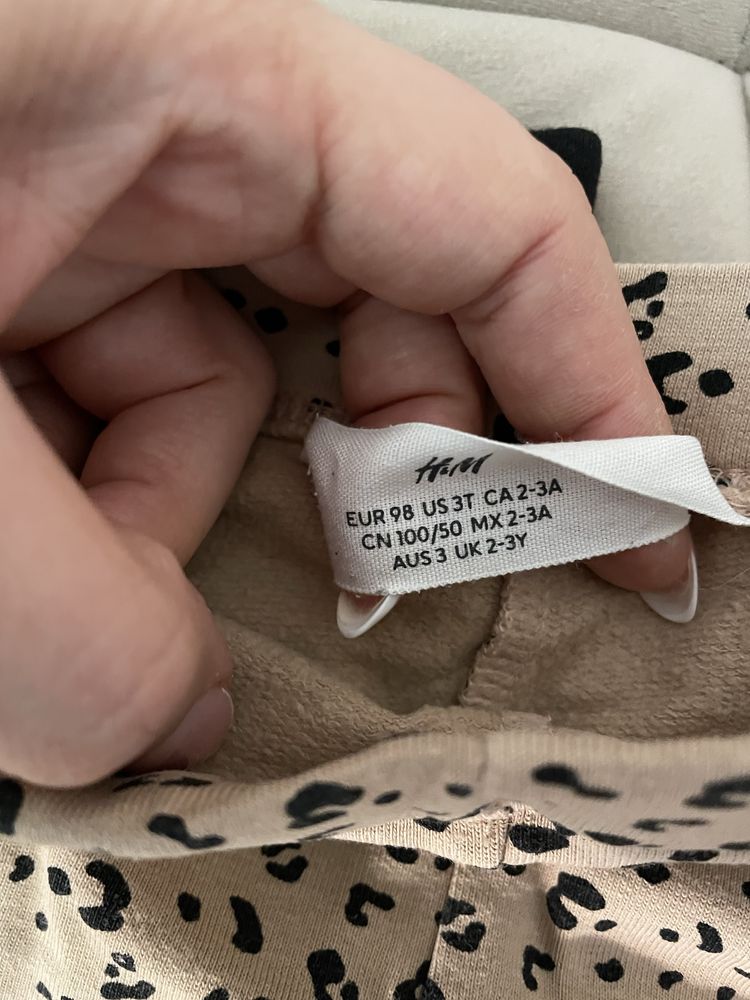 H&M
EUR 98 US 3T CA 2-3A
CN 100/50 MX 2-3A
AUS 3 UK 2-3Y